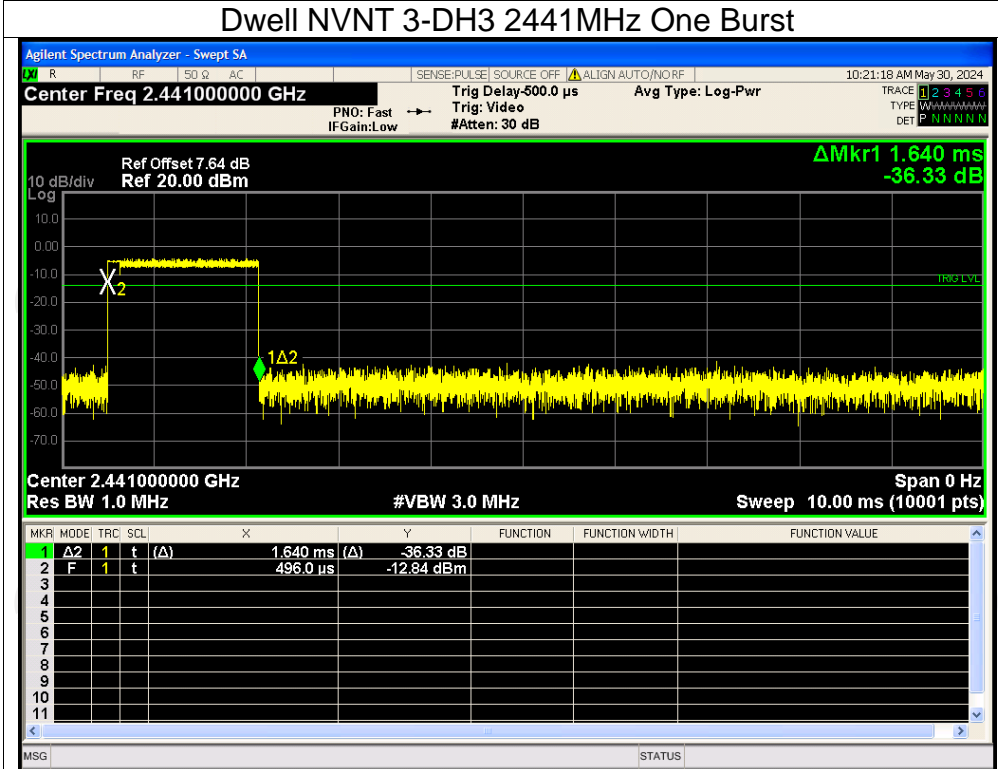 Dwell NVNT 3-DH3 2441MHz One Burst
Agilent Spectrum Analyzer - Swept SA
LXI R RF 50 Ω AC SENSE:PULSE SOURCE OFF ALIGN AUTO/NO RF 10:21:18 AM May 30, 2024
Center Freq 2.441000000 GHz
PNO: Fast
IFGain:Low
Trig Delay-500.0 µs
Trig: Video
#Atten: 30 dB
Avg Type: Log-Pwr
TRACE 1 2 3 4 5 6
TYPE W
DET P N N N N N
ΔMkr1 1.640 ms
-36.33 dB
Ref Offset 7.64 dB
10 dB/div Ref 20.00 dBm
Log
10.0
0.00
-10.0
TRIG LVL
2
-20.0
-30.0
-40.0
1Δ2
-50.0
-60.0
-70.0
Center 2.441000000 GHz Span 0 Hz
Res BW 1.0 MHz #VBW 3.0 MHz Sweep 10.00 ms (10001 pts)
MKR MODE TRC SCL X Y FUNCTION FUNCTION WIDTH FUNCTION VALUE
1 Δ2 1 t (Δ) 1.640 ms (Δ) -36.33 dB
2 F 1 t 496.0 µs -12.84 dBm
3
4
5
6
7
8
9
10
11
MSG STATUS